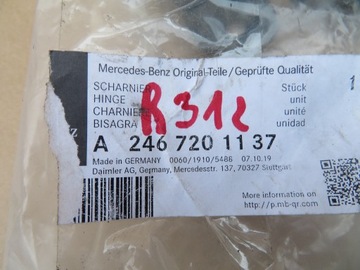 Mercedes-Benz Original-Teile/Geprüfte Qualität
SCHARNIER Stück 1
HINGE unit
CHARNIERE unité
BISAGRA unidad
R312
Z
A 246 720 11 37
Made in GERMANY 0060/1910/5486 07.10.19
Daimler AG, Germany, Mercedesstr. 137, 70327 Stuttgart
More information on
http://p.mb-qr.com/